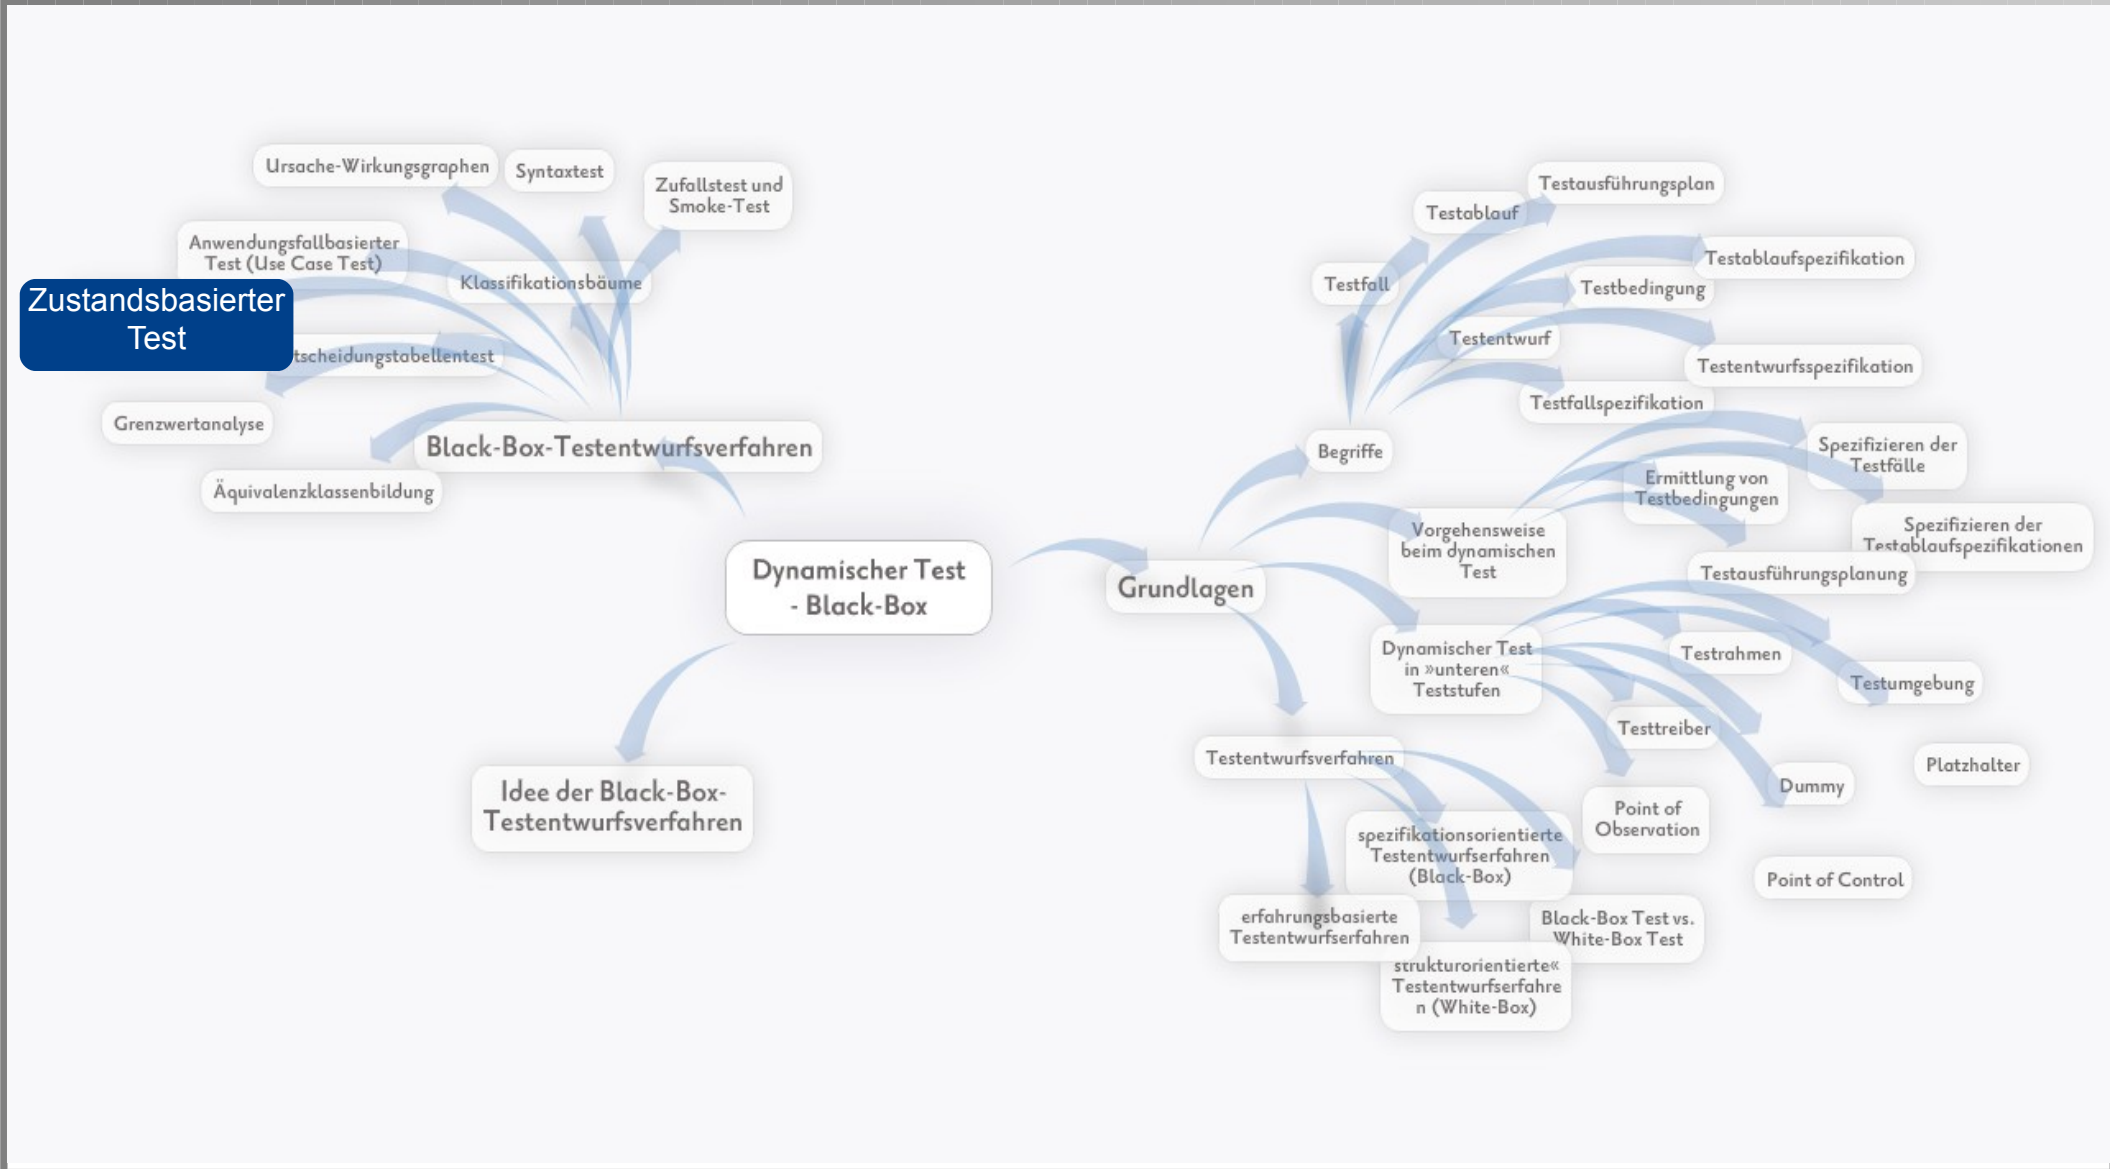 Ursache-Wirkungsgraphen
Syntaxtest
Zufallstest und
Smoke-Test
Anwendungsfallbasierter
Test (Use Case Test)
Klassifikationsbäume
Zustandsbasierter
Test
tscheidungstabellentest
Grenzwertanalyse
Black-Box-Testentwurfsverfahren
Äquivalenzklassenbildung
Dynamischer Test
- Black-Box
Idee der Black-Box-
Testentwurfsverfahren
Grundlagen
Begriffe
Testfall
Testablauf
Testausführungsplan
Testablaufspezifikation
Testbedingung
Testentwurf
Testentwurfsspezifikation
Testfallspezifikation
Vorgehensweise
beim dynamischen
Test
Spezifizieren der
Testfälle
Ermittlung von
Testbedingungen
Spezifizieren der
Testablaufspezifikationen
Testausführungsplanung
Dynamischer Test
in »unteren«
Teststufen
Testrahmen
Testumgebung
Testtreiber
Platzhalter
Dummy
Point of
Observation
Point of Control
Testentwurfsverfahren
spezifikationsorientierte
Testentwurfserfahren
(Black-Box)
erfahrungsbasierte
Testentwurfserfahren
Black-Box Test vs.
White-Box Test
strukturorientierte«
Testentwurfserfahre
n (White-Box)